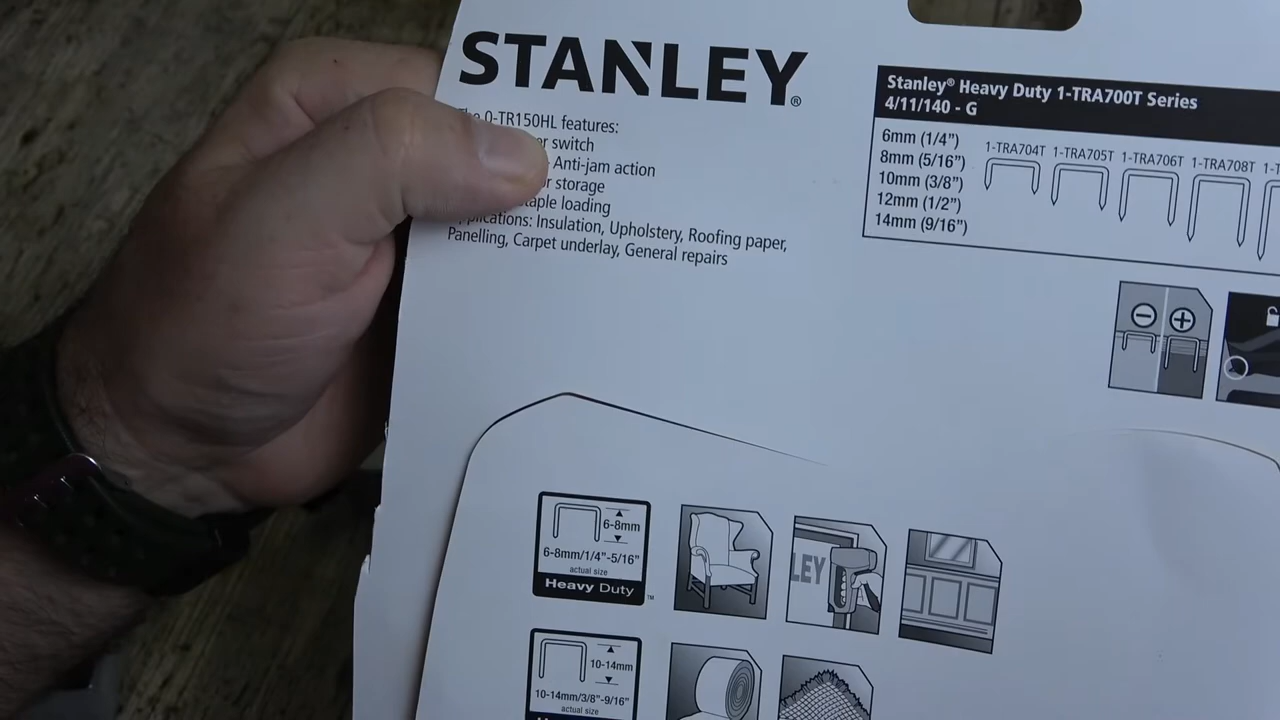 STANLEY®
0-TR150HL features:
switch
Anti-jam action
storage
loading
Applications: Insulation, Upholstery, Roofing paper,
Panelling, Carpet underlay, General repairs
Stanley® Heavy Duty 1-TRA700T Series
4/11/140 - G
6mm (1/4”)
8mm (5/16”)
10mm (3/8”)
12mm (1/2”)
14mm (9/16”)
1-TRA704T 1-TRA705T 1-TRA706T 1-TRA708T
6-8mm
6-8mm/1/4"-5/16"
actual size
Heavy Duty ™
LEY
10-14mm
10-14mm/3/8"-9/16"
actual size